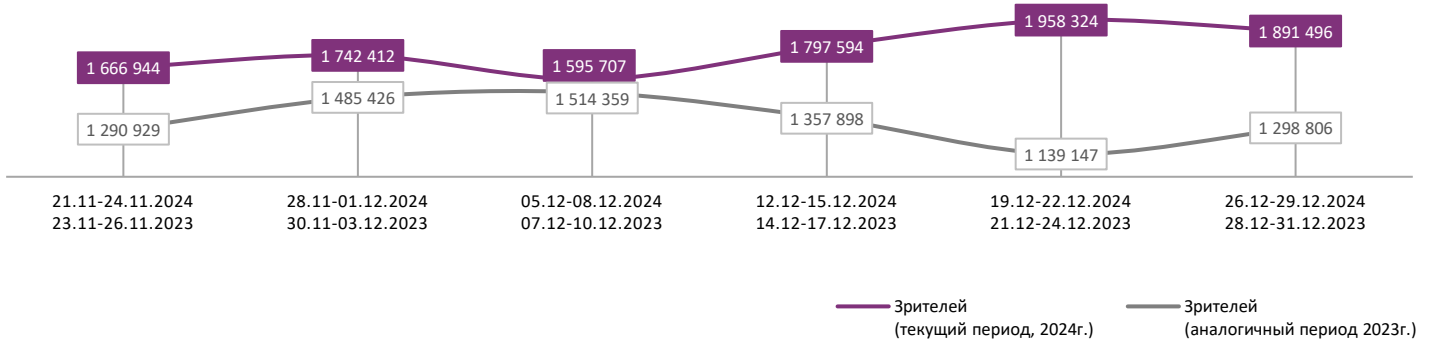 1 666 944
1 742 412
1 595 707
1 797 594
1 958 324
1 891 496
1 290 929
1 485 426
1 514 359
1 357 898
1 139 147
1 298 806
21.11-24.11.2024
23.11-26.11.2023
28.11-01.12.2024
30.11-03.12.2023
05.12-08.12.2024
07.12-10.12.2023
12.12-15.12.2024
14.12-17.12.2023
19.12-22.12.2024
21.12-24.12.2023
26.12-29.12.2024
28.12-31.12.2023
Зрителей
(текущий период, 2024г.)
Зрителей
(аналогичный период 2023г.)